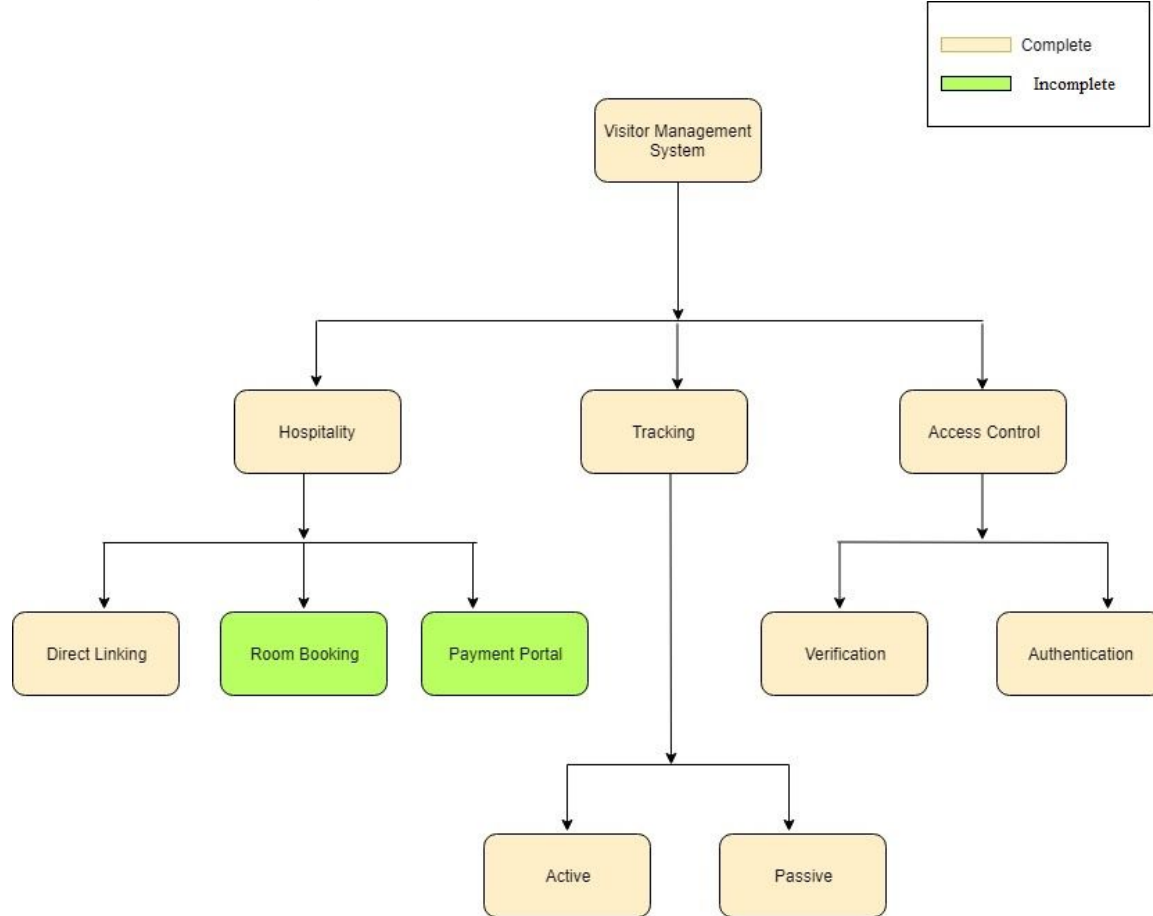 Complete
Incomplete
Visitor Management
System
Hospitality
Tracking
Access Control
Direct Linking
Room Booking
Payment Portal
Verification
Authentication
Active
Passive